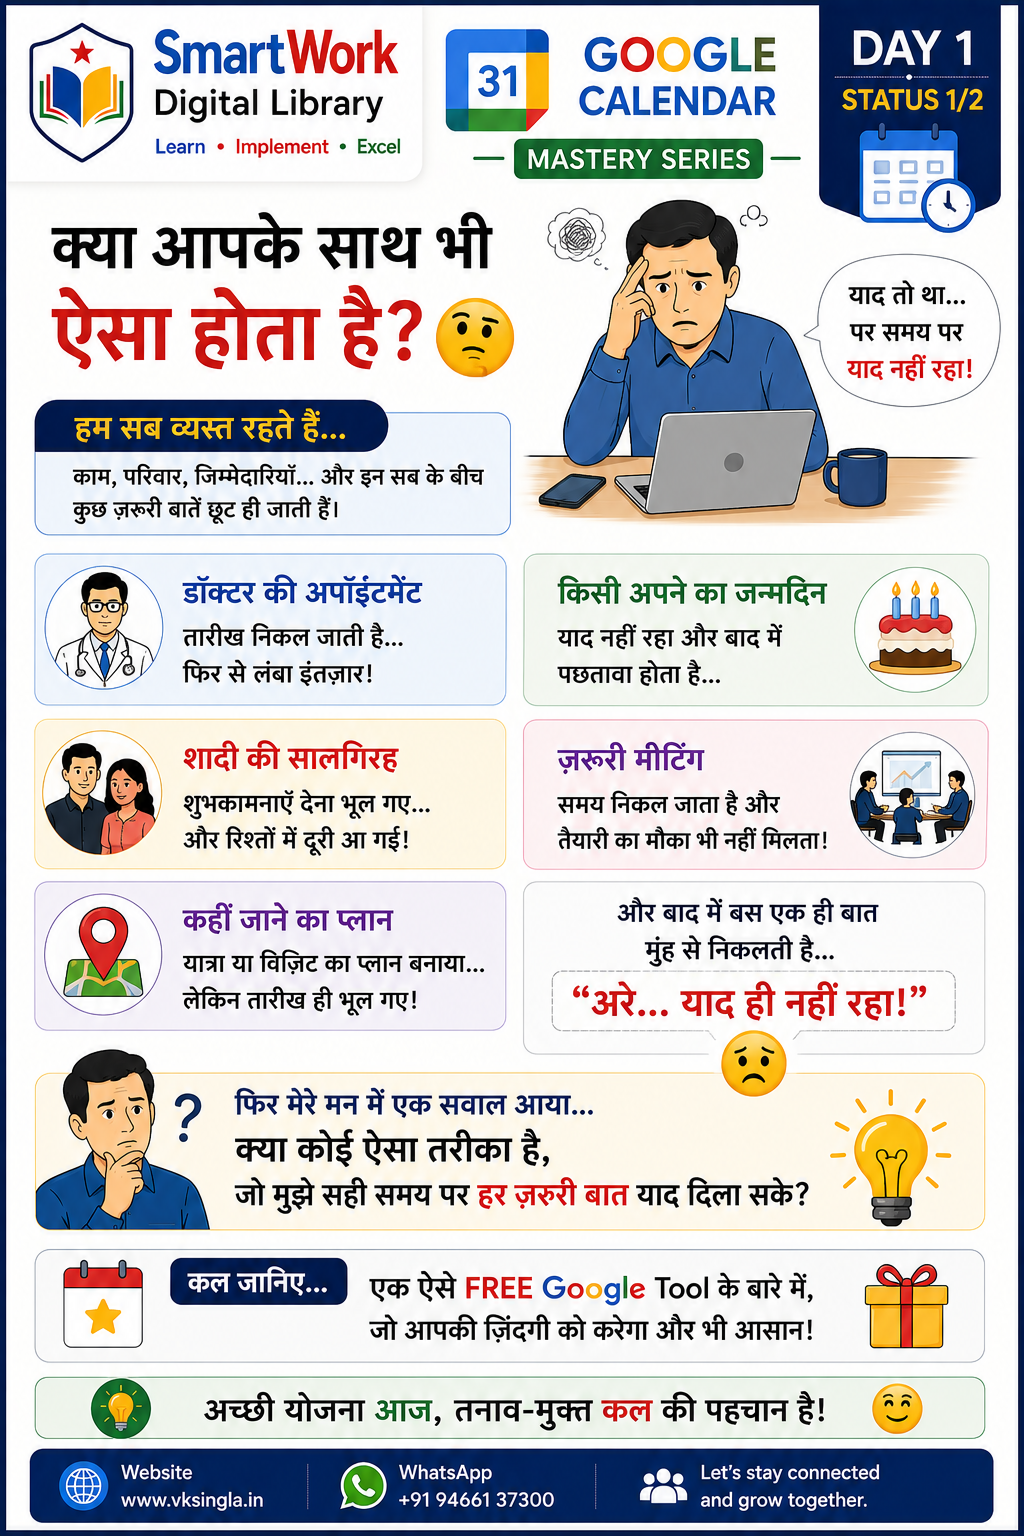 SmartWork
Digital Library
Learn • Implement • Excel
31
GOOGLE
CALENDAR
MASTERY SERIES
DAY 1
STATUS 1/2
क्या आपके साथ भी
ऐसा होता है?
याद तो था...
पर समय पर
याद नहीं रहा!
हम सब व्यस्त रहते हैं...
काम, परिवार, जिम्मेदारियाँ... और इन सब के बीच
कुछ ज़रूरी बातें छूट ही जाती हैं।
डॉक्टर की अपॉइंटमेंट
तारीख निकल जाती है...
फिर से लंबा इंतज़ार!
किसी अपने का जन्मदिन
याद नहीं रहा और बाद में
पछतावा होता है...
शादी की सालगिरह
शुभकामनाएँ देना भूल गए...
और रिश्तों में दूरी आ गई!
ज़रूरी मीटिंग
समय निकल जाता है और
तैयारी का मौका भी नहीं मिलता!
कहीं जाने का प्लान
यात्रा या विज़िट का प्लान बनाया...
लेकिन तारीख ही भूल गए!
और बाद में बस एक ही बात
मुंह से निकलती है...
“अरे... याद ही नहीं रहा!”
?
फिर मेरे मन में एक सवाल आया...
क्या कोई ऐसा तरीका है,
जो मुझे सही समय पर हर ज़रुरी बात याद दिला सके?
कल जानिए...
एक ऐसे FREE Google Tool के बारे में,
जो आपकी ज़िंदगी को करेगा और भी आसान!
अच्छी योजना आज, तनाव-मुक्त कल की पहचान है!
Website
www.vksingla.in
WhatsApp
+91 94661 37300
Let's stay connected
and grow together.